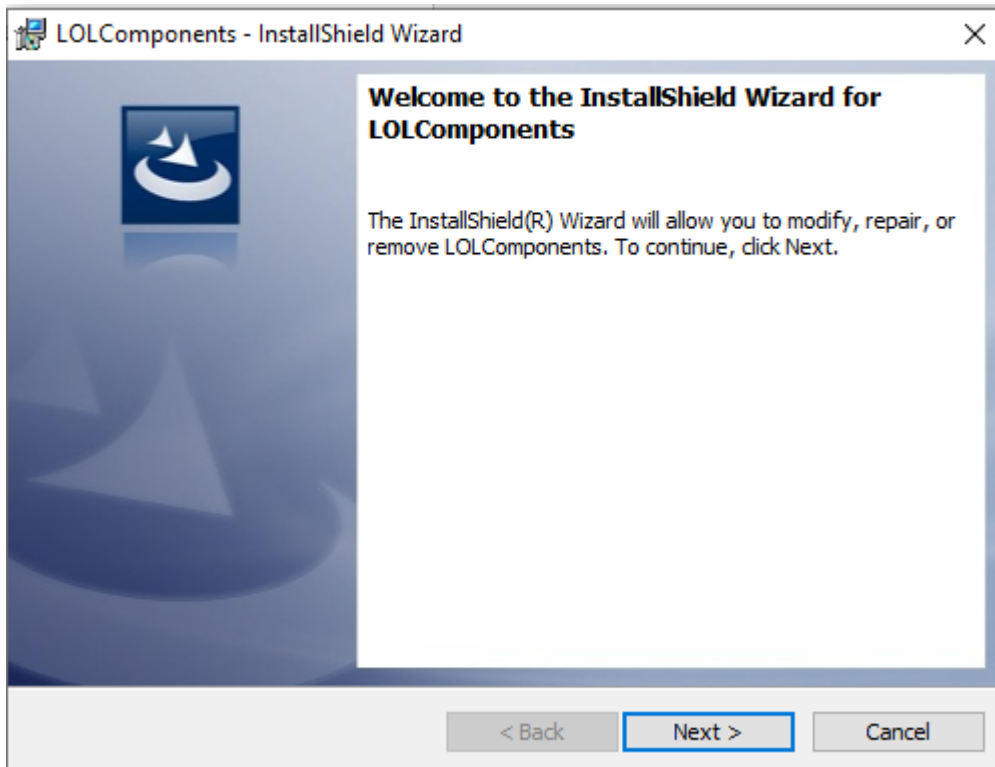 LOLComponents - InstallShield Wizard
Welcome to the InstallShield Wizard for
LOLComponents
The InstallShield(R) Wizard will allow you to modify, repair, or
remove LOLComponents. To continue, click Next.
< Back Next > Cancel